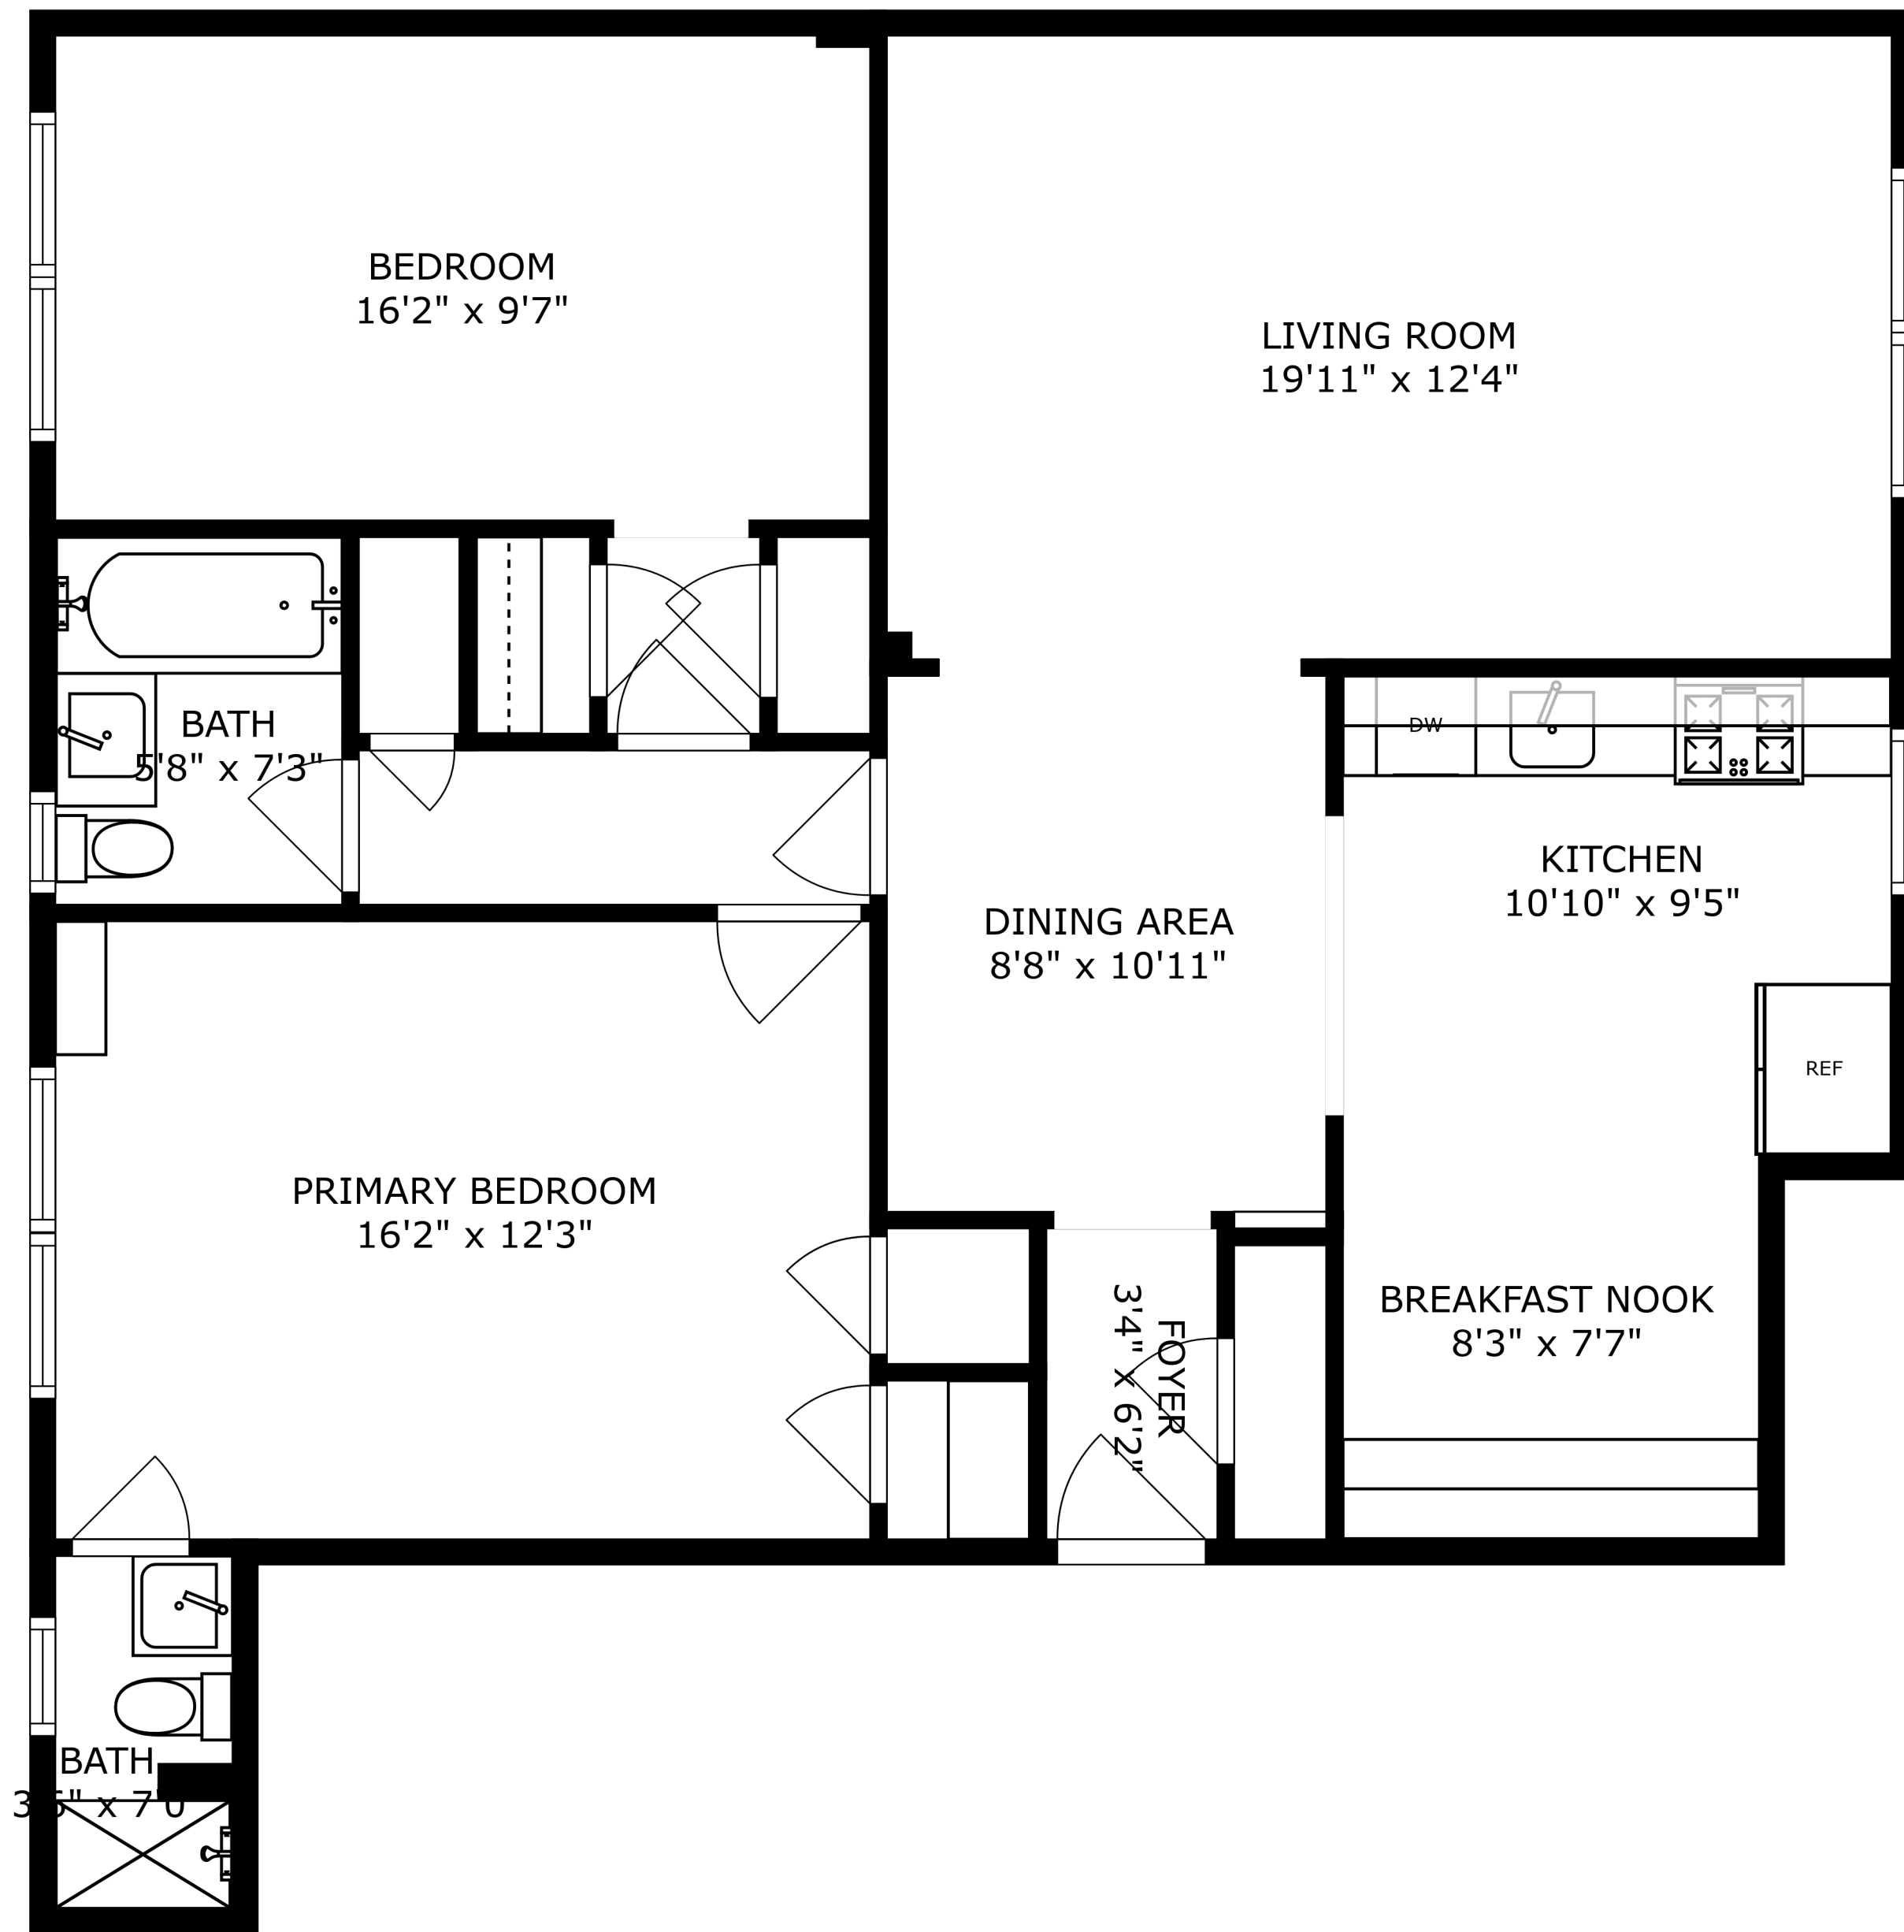 BEDROOM
16'2" x 9'7"
LIVING ROOM
19'11" x 12'4"
BATH
5'8" x 7'3"
DW
KITCHEN
10'10" x 9'5"
DINING AREA
8'8" x 10'11"
REF
PRIMARY BEDROOM
16'2" x 12'3"
FOYER
3'4" x 6'2"
BREAKFAST NOOK
8'3" x 7'7"
BATH
x